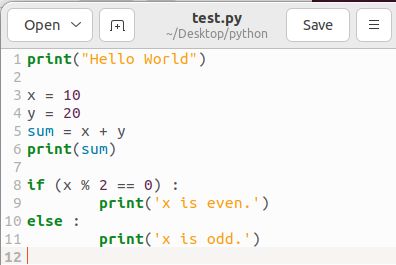 Open
test.py
~/Desktop/python
Save
1 print("Hello World")
2
3 x = 10
4 y = 20
5 sum = x + y
6 print(sum)
7
8 if (x % 2 == 0) :
9         print('x is even.')
10 else :
11         print('x is odd.')
12